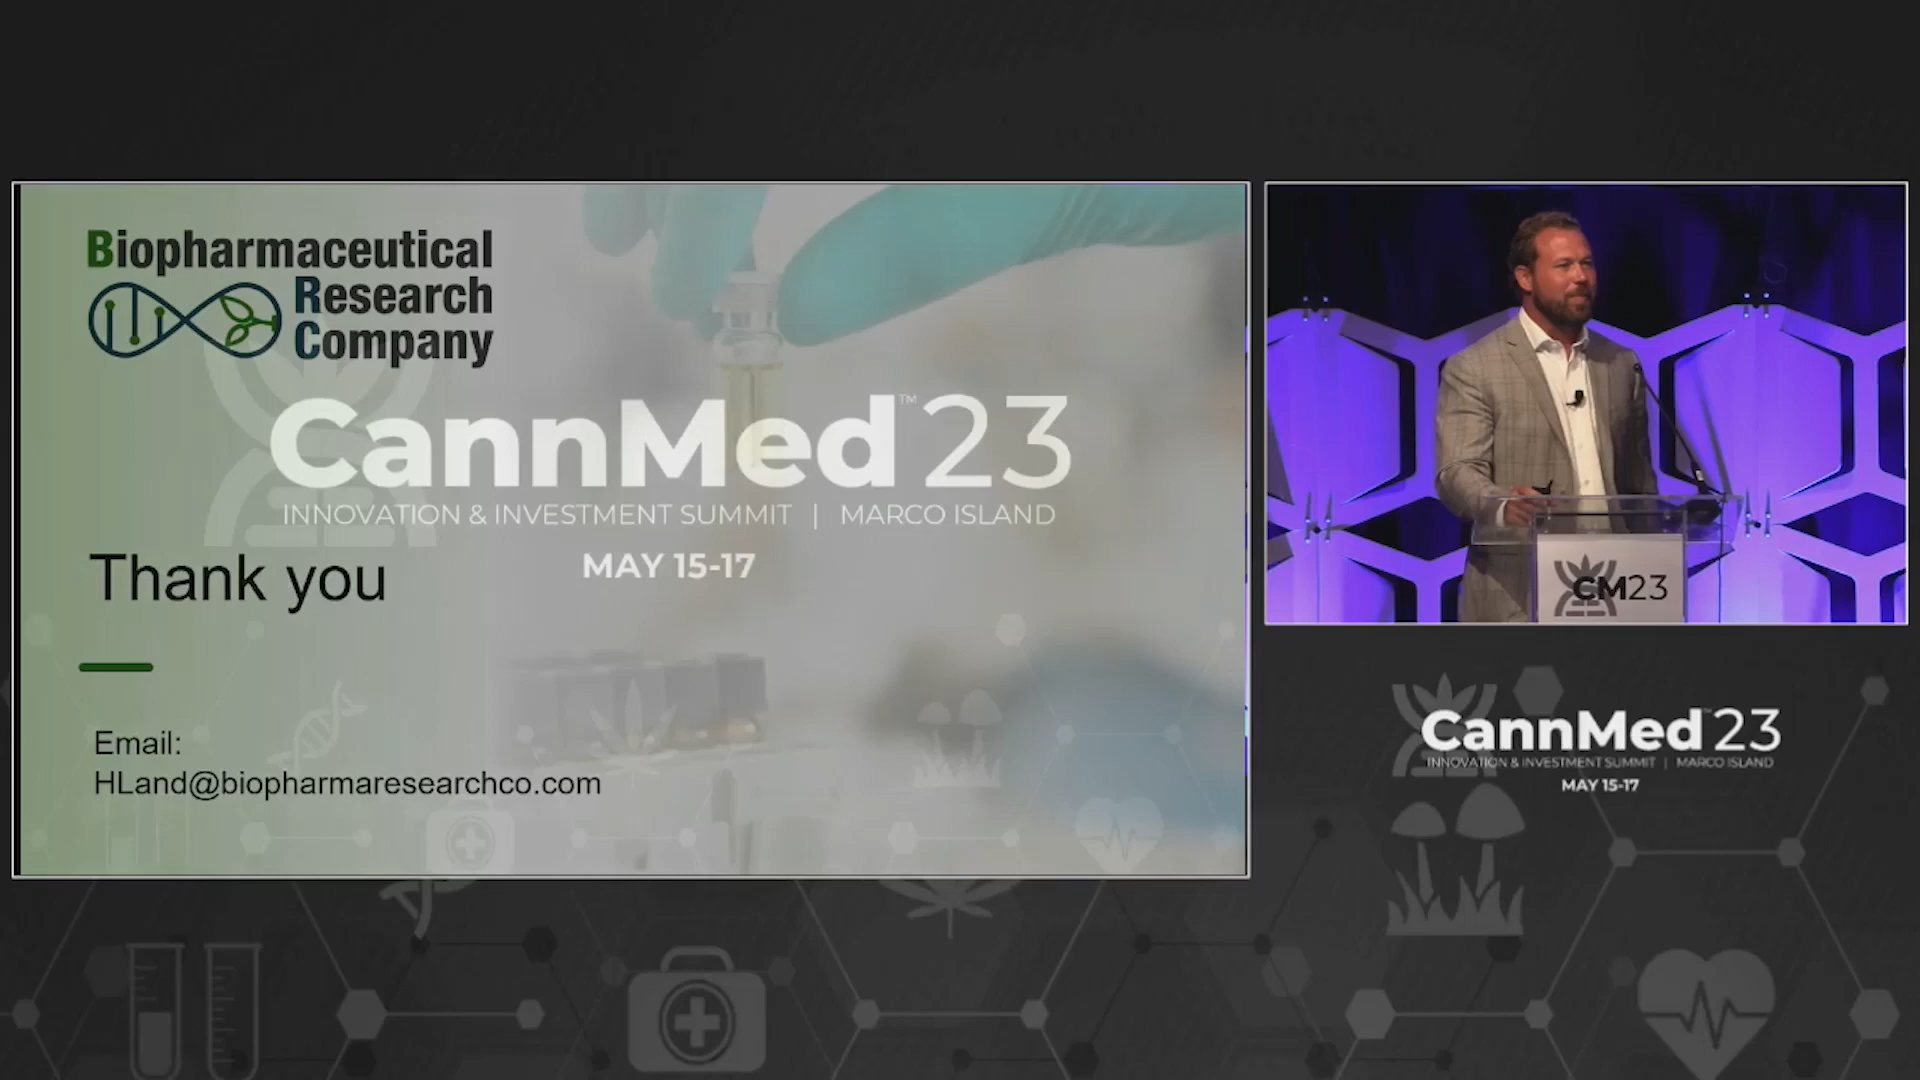 Biopharmaceutical
Research
Company
CannMed™23
INNOVATION & INVESTMENT SUMMIT | MARCO ISLAND
MAY 15-17
Thank you
Email:
HLand@biopharmaresearchco.com
CM23
CannMed™23
INNOVATION & INVESTMENT SUMMIT | MARCO ISLAND
MAY 15-17